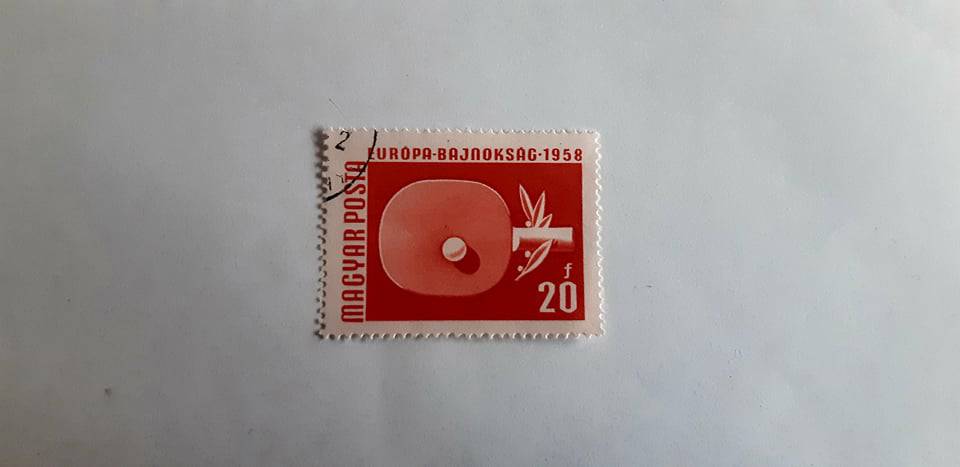 EURÓPA-BAJNOKSÁG·1958
MAGYAR POSTA
f
20
2